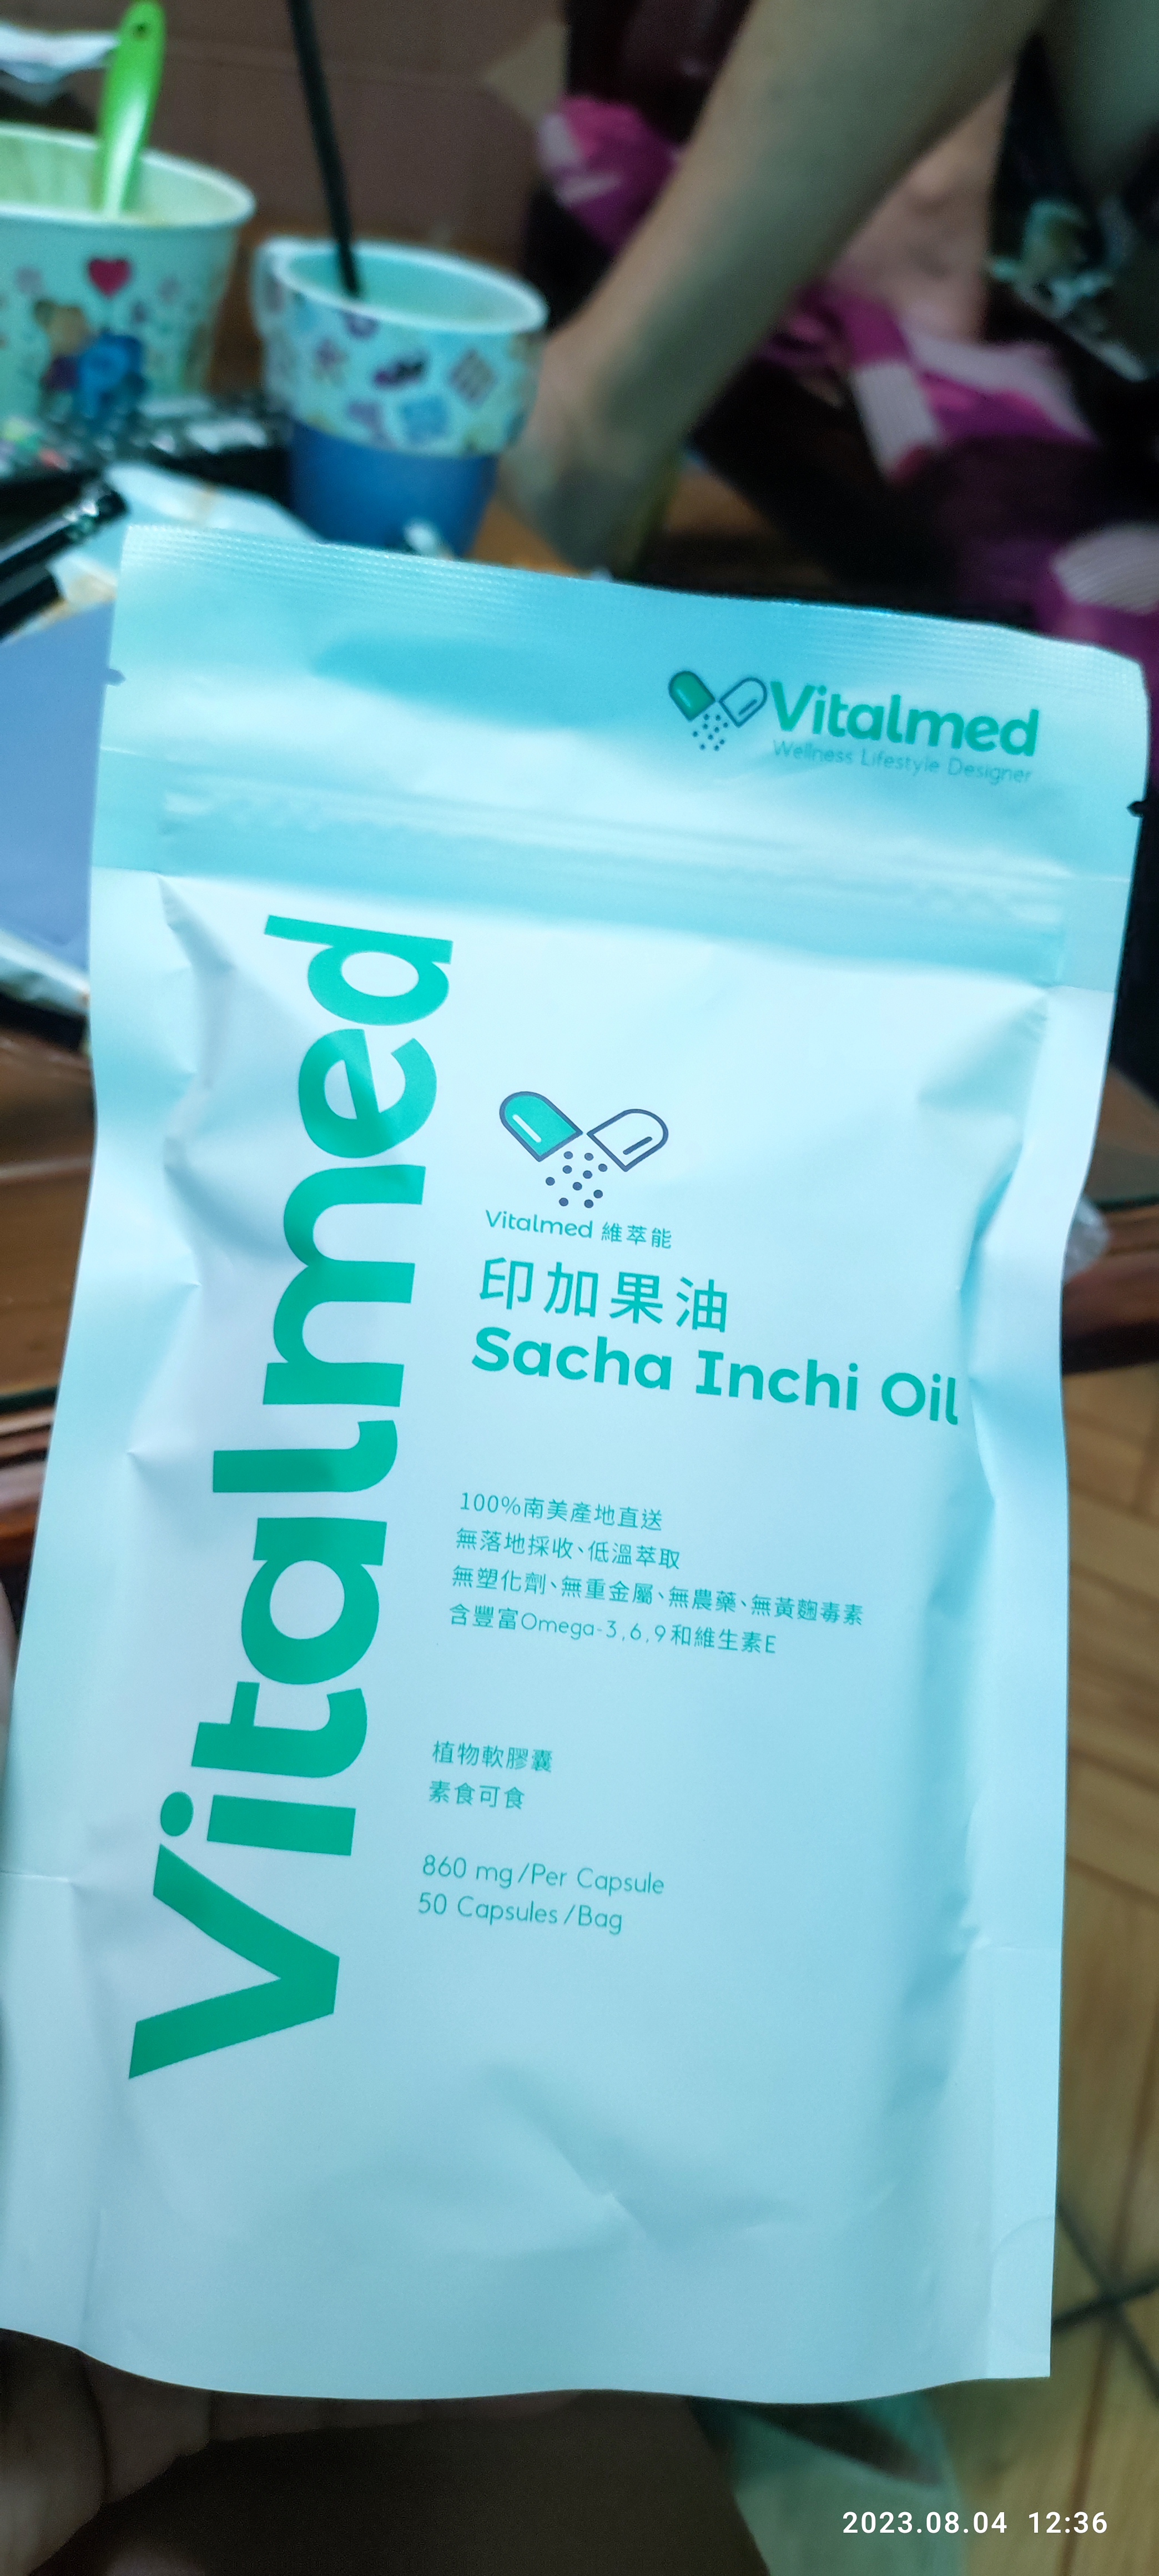 Vitalmed
Wellness Lifestyle Designer
Vitalmed
Vitalmed 維萃能
印加果油
Sacha Inchi Oil
100%南美產地直送
無落地採收、低溫萃取
無塑化劑、無重金屬、無農藥、無黃麴毒素
含豐富Omega-3,6,9和維生素E
植物軟膠囊
素食可食
860 mg/Per Capsule
50 Capsules/Bag
2023.08.04 12:36